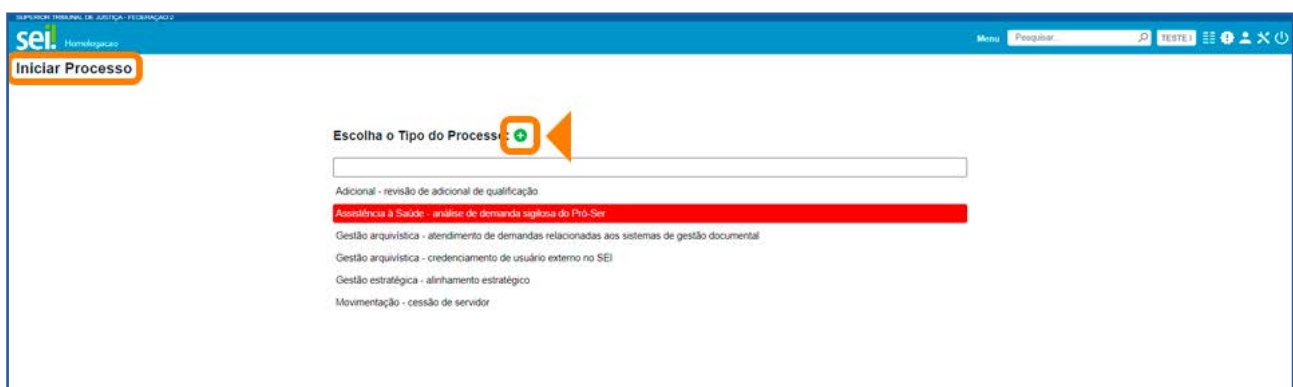 SUPERIOR TRIBUNAL DE JUSTIÇA - FEDERAÇÃO 2
sei! Homologacao
Menu Pesquisar... TESTE I
Iniciar Processo
Escolha o Tipo do Processo:
Adicional - revisão de adicional de qualificação
Assistência à Saúde - análise de demanda sigilosa do Pró-Ser
Gestão arquivística - atendimento de demandas relacionadas aos sistemas de gestão documental
Gestão arquivística - credenciamento de usuário externo no SEI
Gestão estratégica - alinhamento estratégico
Movimentação - cessão de servidor